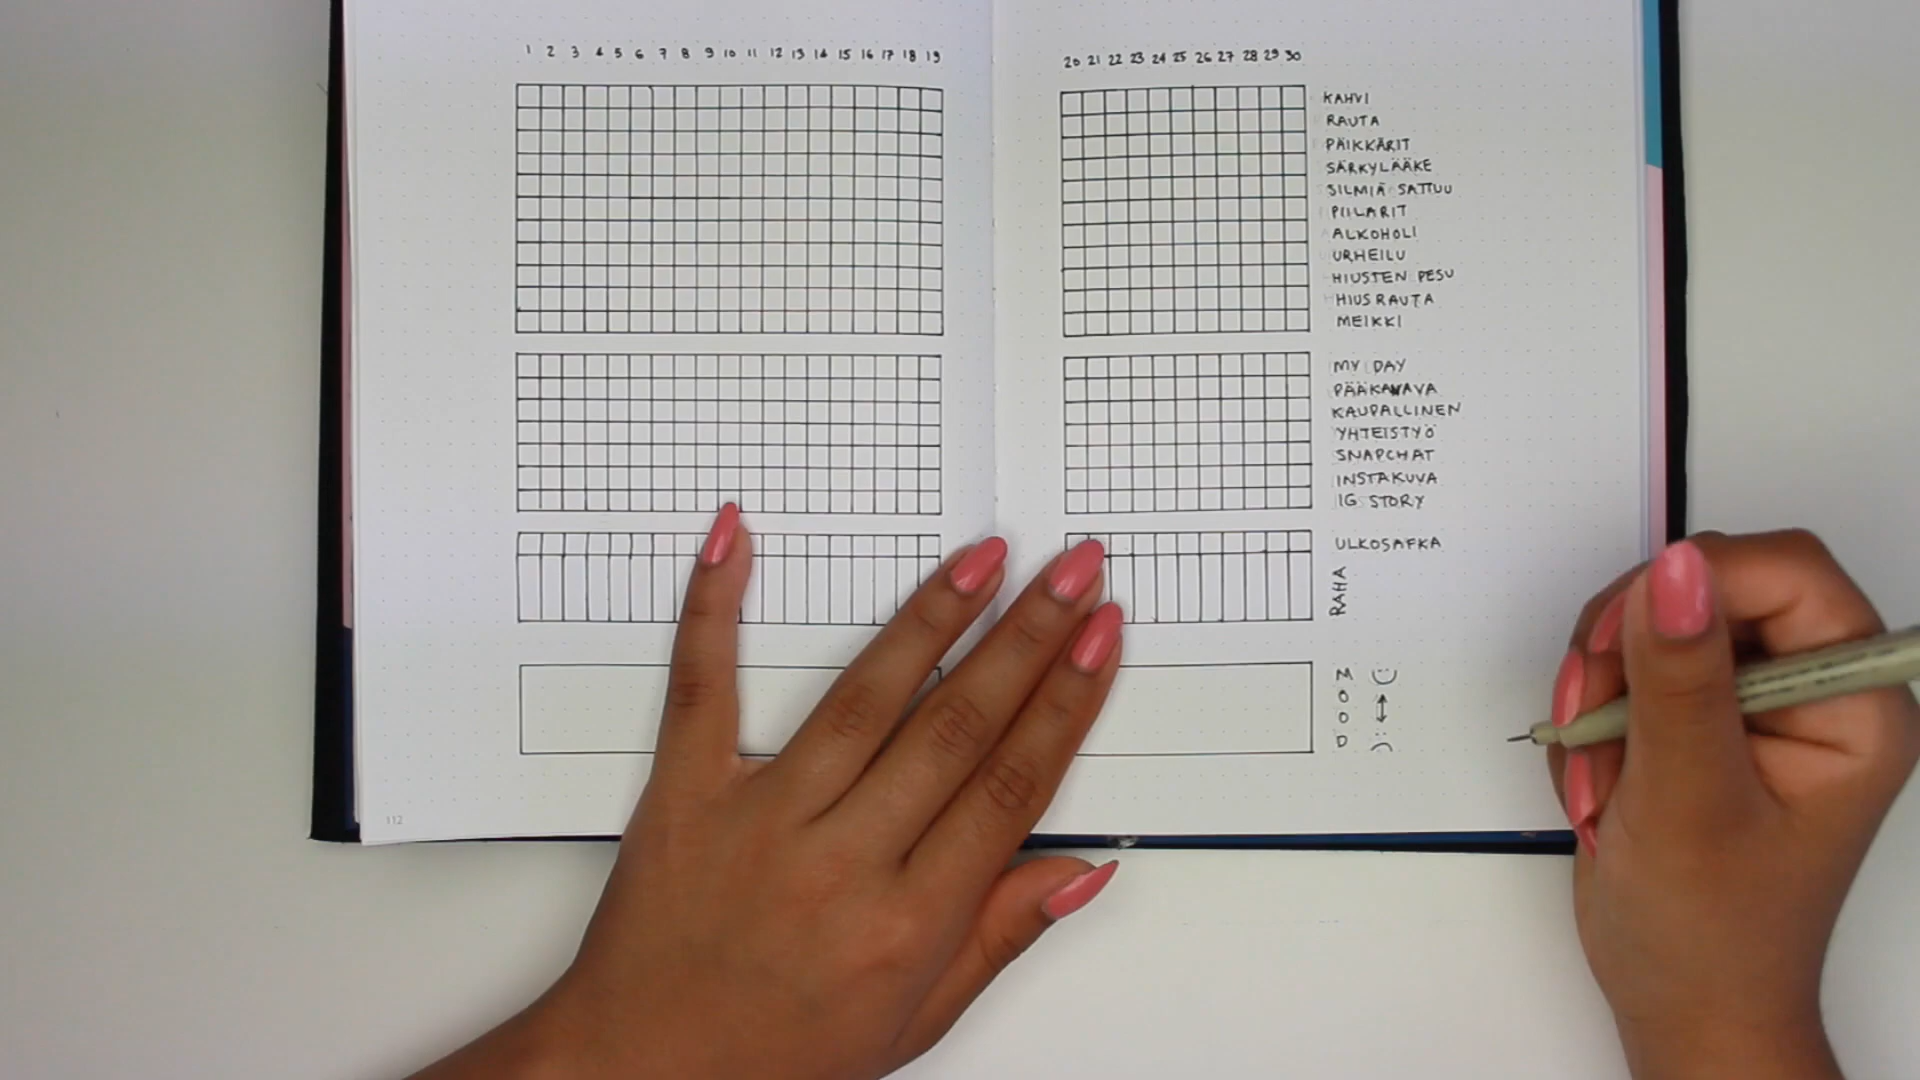 1 2 3 4 5 6 7 8 9 10 11 12 13 14 15 16 17 18 19
20 21 22 23 24 25 26 27 28 29 30
KAHVI
RAUTA
PÄIKKÄRIT
SÄRKYLÄÄKE
SILMIÄ SATTUU
PIILARIT
ALKOHOLI
URHEILU
HIUSTEN PESU
HIUSRAUTA
MEIKKI
MY DAY
PÄÄKANAVA
KAUPALLINEN
YHTEISTYÖ
SNAPCHAT
INSTAKUVA
IG STORY
ULKOSAFKA
RAHA
MOOD
112